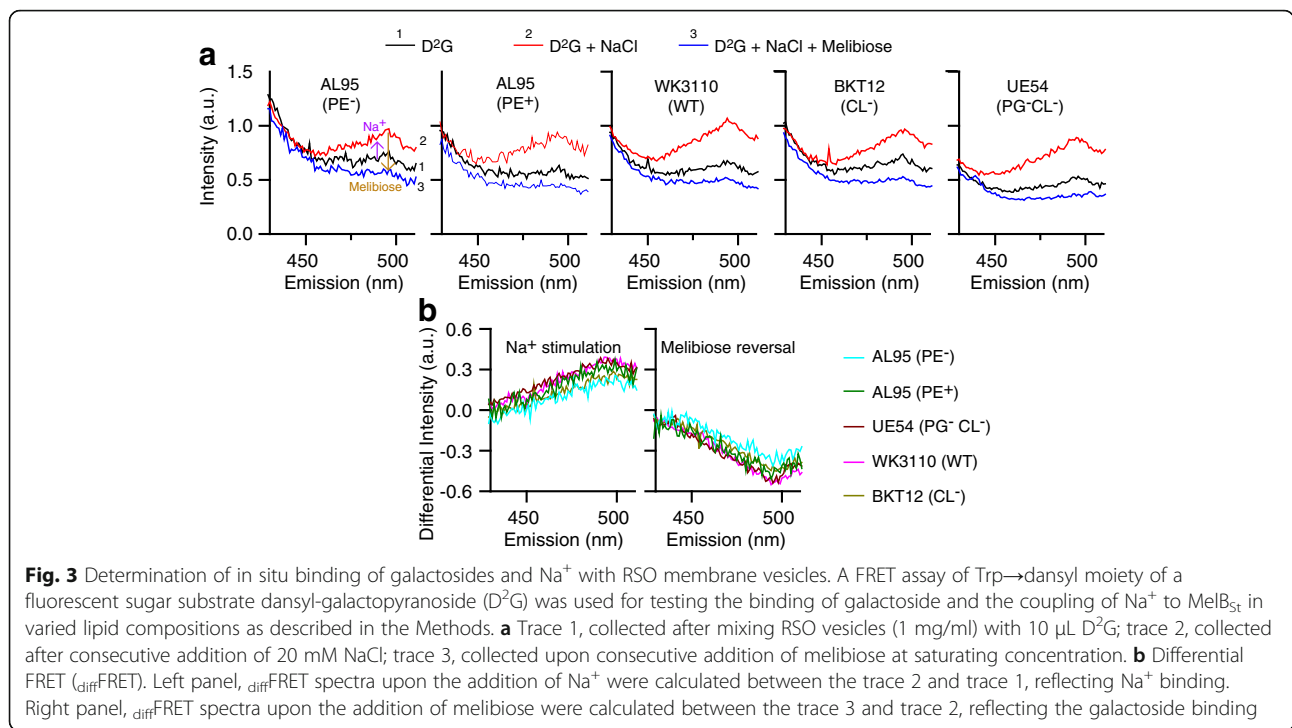 1 D²G 2 D²G + NaCl 3 D²G + NaCl + Melibiose
a
AL95 (PE⁻)
AL95 (PE⁺)
WK3110 (WT)
BKT12 (CL⁻)
UE54 (PG⁻CL⁻)
Intensity (a.u.)
1.5
1.0
0.5
0.0
Na⁺
2
1
Melibiose
3
450 500 450 500 450 500 450 500 450 500
Emission (nm) Emission (nm) Emission (nm) Emission (nm) Emission (nm)
b
Differential Intensity (a.u.)
0.6
0.3
0.0
-0.3
-0.6
Na⁺ stimulation
Melibiose reversal
450 500 450 500
Emission (nm) Emission (nm)
AL95 (PE⁻)
AL95 (PE⁺)
UE54 (PG⁻ CL⁻)
WK3110 (WT)
BKT12 (CL⁻)
Fig. 3 Determination of in situ binding of galactosides and Na⁺ with RSO membrane vesicles. A FRET assay of Trp→dansyl moiety of a
fluorescent sugar substrate dansyl-galactopyranoside (D²G) was used for testing the binding of galactoside and the coupling of Na⁺ to MelB_St in
varied lipid compositions as described in the Methods. a Trace 1, collected after mixing RSO vesicles (1 mg/ml) with 10 μL D²G; trace 2, collected
after consecutive addition of 20 mM NaCl; trace 3, collected upon consecutive addition of melibiose at saturating concentration. b Differential
FRET (diffFRET). Left panel, diffFRET spectra upon the addition of Na⁺ were calculated between the trace 2 and trace 1, reflecting Na⁺ binding.
Right panel, diffFRET spectra upon the addition of melibiose were calculated between the trace 3 and trace 2, reflecting the galactoside binding